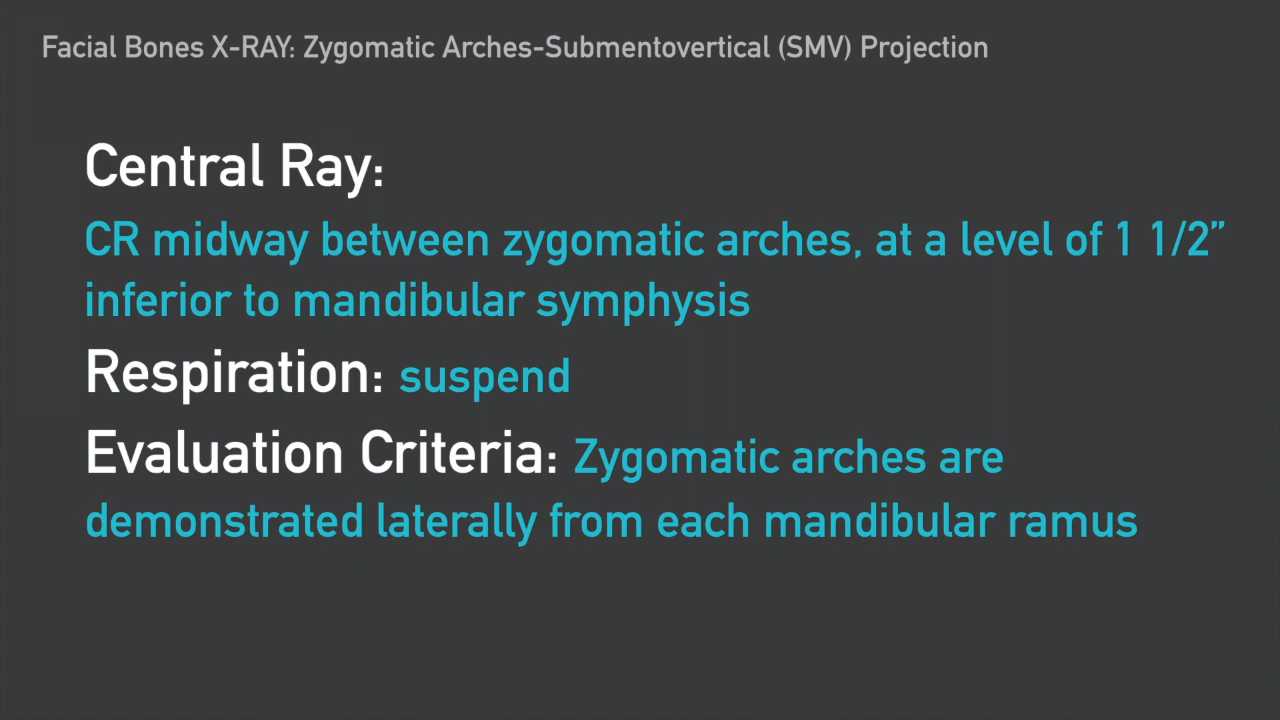 Facial Bones X-RAY: Zygomatic Arches-Submentovertical (SMV) Projection
Central Ray:
CR midway between zygomatic arches, at a level of 1 1/2”
inferior to mandibular symphysis
Respiration: suspend
Evaluation Criteria: Zygomatic arches are
demonstrated laterally from each mandibular ramus